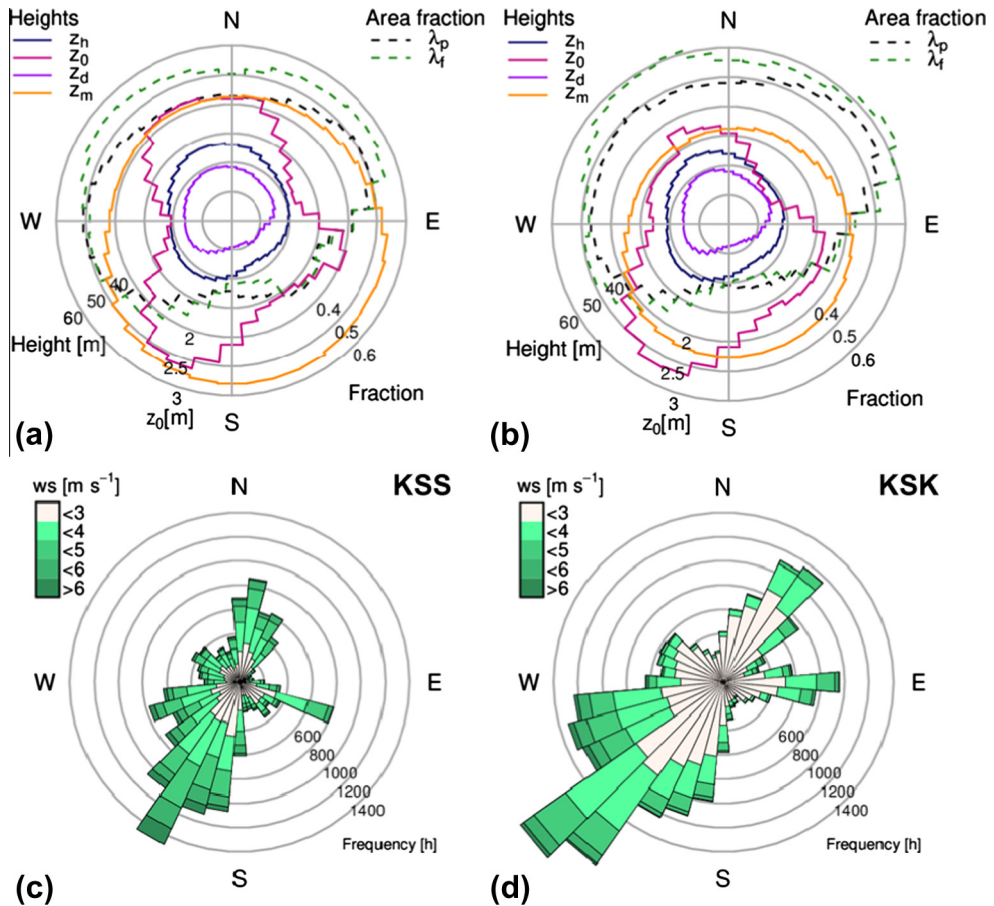 Heights
z_h
z_0
z_d
z_m
N
Area fraction
λ_p
λ_f
W
E
40
50
60
Height [m]
2
2.5
3
z_0[m]
0.4
0.5
0.6
Fraction
S
(a)
Heights
z_h
z_0
z_d
z_m
N
Area fraction
λ_p
λ_f
W
E
40
50
60
Height [m]
2
2.5
3
z_0[m]
0.4
0.5
0.6
Fraction
S
(b)
ws [m s⁻¹]
<3
<4
<5
<6
>6
N
KSS
W
E
600
800
1000
1200
1400
Frequency [h]
S
(c)
ws [m s⁻¹]
<3
<4
<5
<6
>6
N
KSK
W
E
600
800
1000
1200
1400
Frequency [h]
S
(d)